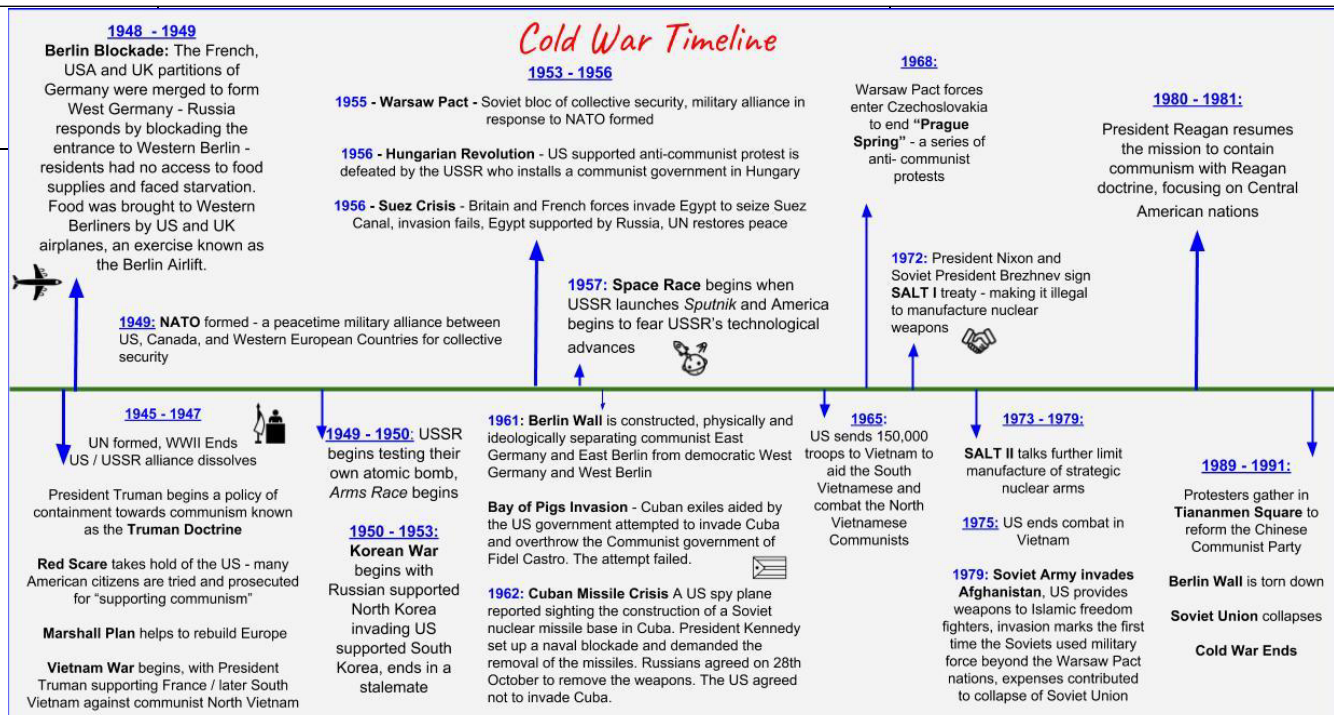 Cold War Timeline
1948 - 1949
Berlin Blockade: The French,
USA and UK partitions of
Germany were merged to form
West Germany - Russia
responds by blockading the
entrance to Western Berlin -
residents had no access to food
supplies and faced starvation.
Food was brought to Western
Berliners by US and UK
airplanes, an exercise known as
the Berlin Airlift.
1949: NATO formed - a peacetime military alliance between
US, Canada, and Western European Countries for collective
security
1953 - 1956
1955 - Warsaw Pact - Soviet bloc of collective security, military alliance in
response to NATO formed
1956 - Hungarian Revolution - US supported anti-communist protest is
defeated by the USSR who installs a communist government in Hungary
1956 - Suez Crisis - Britain and French forces invade Egypt to seize Suez
Canal, invasion fails, Egypt supported by Russia, UN restores peace
1957: Space Race begins when
USSR launches Sputnik and America
begins to fear USSR's technological
advances
1968:
Warsaw Pact forces
enter Czechoslovakia
to end “Prague
Spring” - a series of
anti- communist
protests
1972: President Nixon and
Soviet President Brezhnev sign
SALT I treaty - making it illegal
to manufacture nuclear
weapons
1980 - 1981:
President Reagan resumes
the mission to contain
communism with Reagan
doctrine, focusing on Central
American nations
1945 - 1947
UN formed, WWII Ends
US / USSR alliance dissolves
President Truman begins a policy of
containment towards communism known
as the Truman Doctrine
Red Scare takes hold of the US - many
American citizens are tried and prosecuted
for “supporting communism”
Marshall Plan helps to rebuild Europe
Vietnam War begins, with President
Truman supporting France / later South
Vietnam against communist North Vietnam
1949 - 1950: USSR
begins testing their
own atomic bomb,
Arms Race begins
1950 - 1953:
Korean War
begins with
Russian supported
North Korea
invading US
supported South
Korea, ends in a
stalemate
1961: Berlin Wall is constructed, physically and
ideologically separating communist East
Germany and East Berlin from democratic West
Germany and West Berlin
Bay of Pigs Invasion - Cuban exiles aided by
the US government attempted to invade Cuba
and overthrow the Communist government of
Fidel Castro. The attempt failed.
1962: Cuban Missile Crisis A US spy plane
reported sighting the construction of a Soviet
nuclear missile base in Cuba. President Kennedy
set up a naval blockade and demanded the
removal of the missiles. Russians agreed on 28th
October to remove the weapons. The US agreed
not to invade Cuba.
1965:
US sends 150,000
troops to Vietnam to
aid the South
Vietnamese and
combat the North
Vietnamese
Communists
1973 - 1979:
SALT II talks further limit
manufacture of strategic
nuclear arms
1975: US ends combat in
Vietnam
1979: Soviet Army invades
Afghanistan, US provides
weapons to Islamic freedom
fighters, invasion marks the first
time the Soviets used military
force beyond the Warsaw Pact
nations, expenses contributed
to collapse of Soviet Union
1989 - 1991:
Protesters gather in
Tiananmen Square to
reform the Chinese
Communist Party
Berlin Wall is torn down
Soviet Union collapses
Cold War Ends